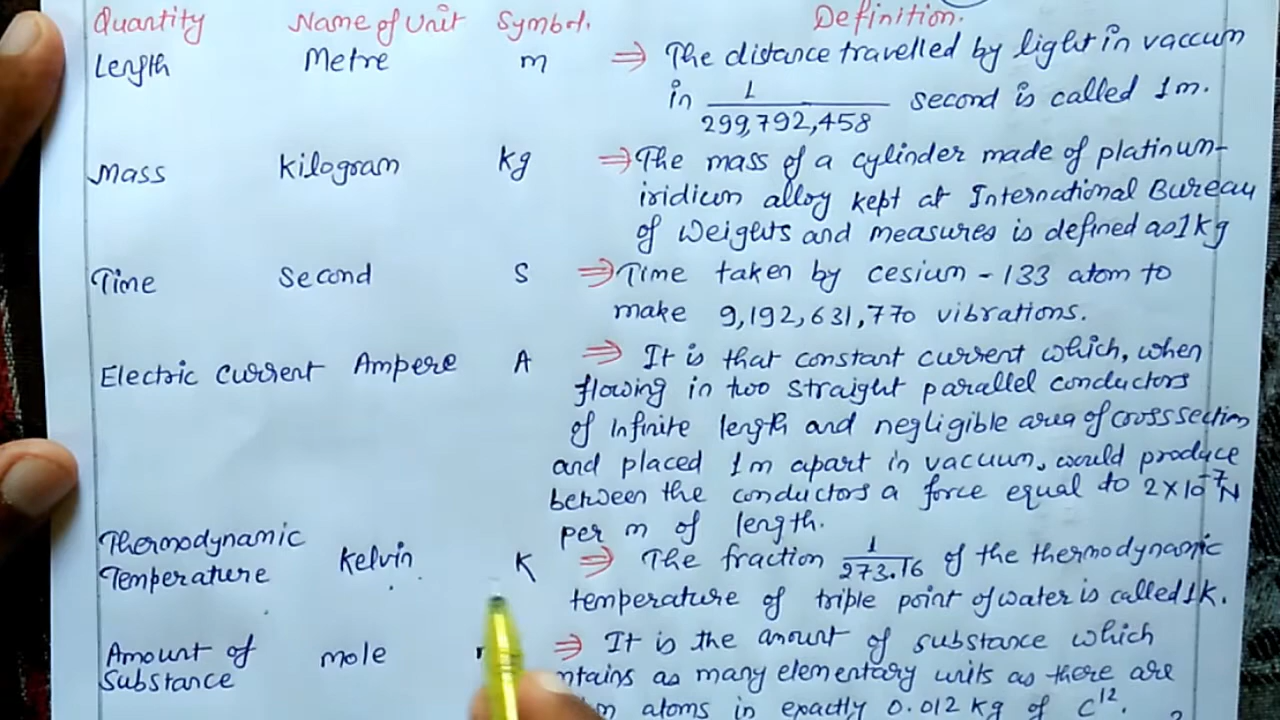 Quantity Name of Unit Symbol. Definition.
Length Metre m ⇒ The distance travelled by light in vaccum
in 1/299,792,458 second is called 1m.
Mass kilogram kg ⇒ The mass of a cylinder made of platinum-
iridium alloy kept at International Bureau
of Weights and measures is defined as 1kg
Time Second S ⇒ Time taken by cesium - 133 atom to
make 9,192,631,770 vibrations.
Electric current Ampere A ⇒ It is that constant current which, when
flowing in two straight parallel conductors
of Infinite length and negligible area of cross section
and placed 1m apart in vacuum, would produce
between the conductors a force equal to 2×10⁻⁷N
per m of length.
Thermodynamic
Temperature Kelvin K ⇒ The fraction 1/273.16 of the thermodynamic
temperature of triple point of water is called 1K.
Amount of
Substance mole ⇒ It is the amount of substance which
ntains as many elementary units as there are
atoms in exactly 0.012 kg of C¹².